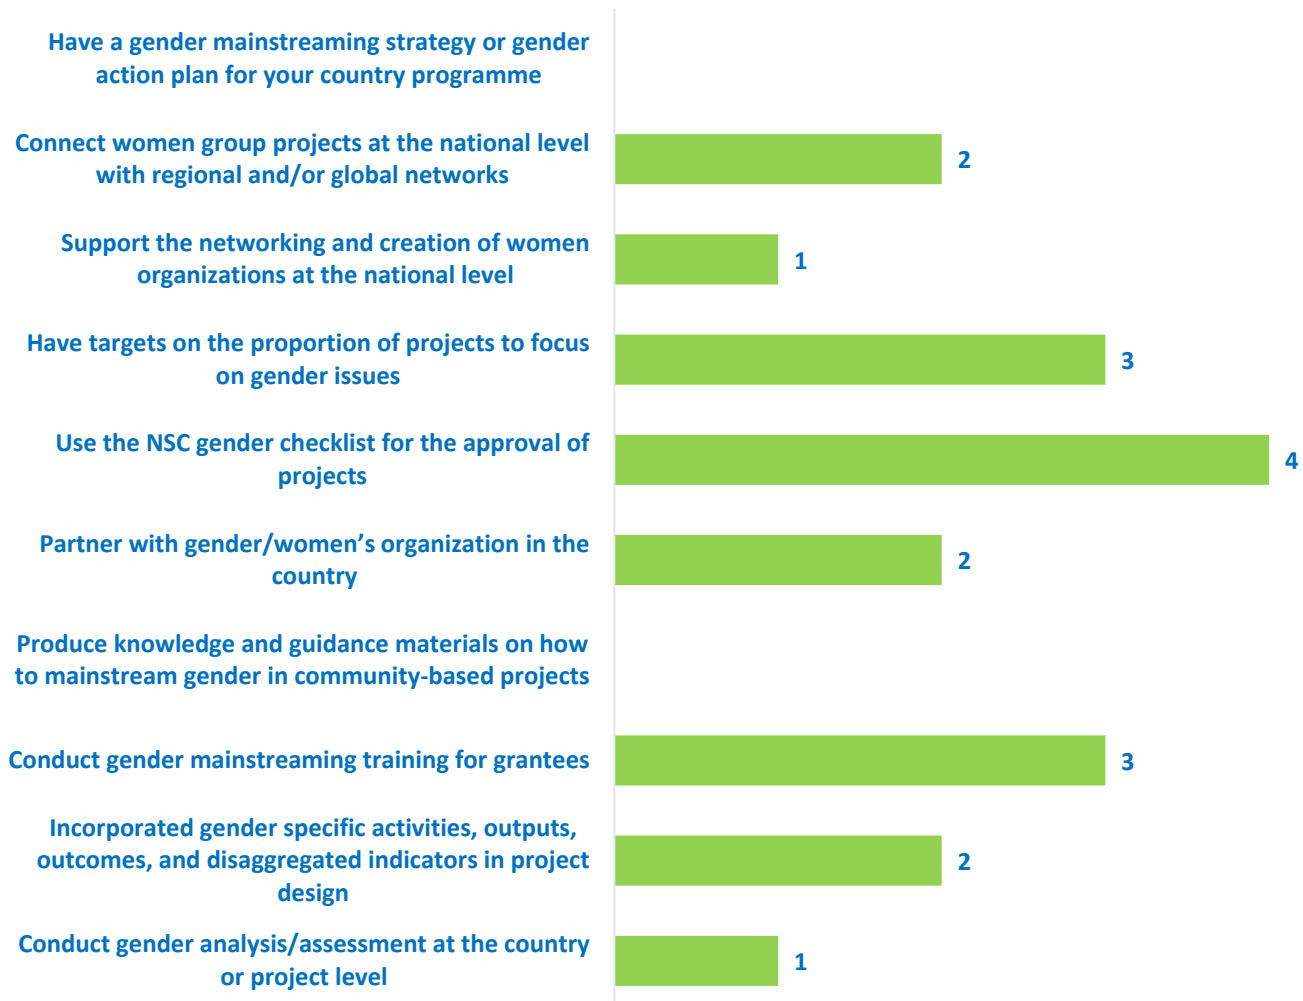 Have a gender mainstreaming strategy or gender
action plan for your country programme
Connect women group projects at the national level
with regional and/or global networks
2
Support the networking and creation of women
organizations at the national level
1
Have targets on the proportion of projects to focus
on gender issues
3
Use the NSC gender checklist for the approval of
projects
4
Partner with gender/women’s organization in the
country
2
Produce knowledge and guidance materials on how
to mainstream gender in community-based projects
Conduct gender mainstreaming training for grantees
3
Incorporated gender specific activities, outputs,
outcomes, and disaggregated indicators in project
design
2
Conduct gender analysis/assessment at the country
or project level
1